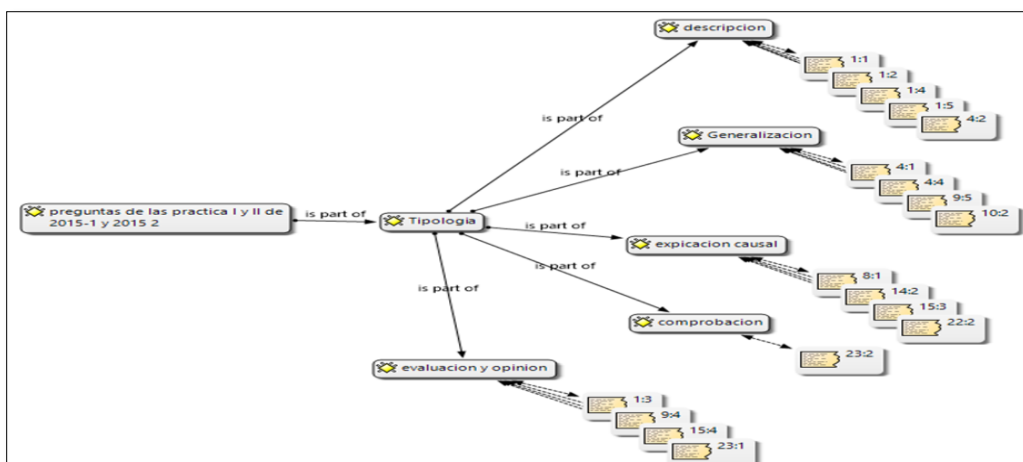 descripcion
1:1
1:2
1:4
1:5
4:2
is part of
Generalizacion
4:1
4:4
9:5
10:2
is part of
preguntas de las practica I y II de
2015-1 y 2015 2
is part of
Tipologia
is part of
expicacion causal
8:1
14:2
15:3
22:2
is part of
comprobacion
23:2
is part of
evaluacion y opinion
1:3
9:4
15:4
23:1